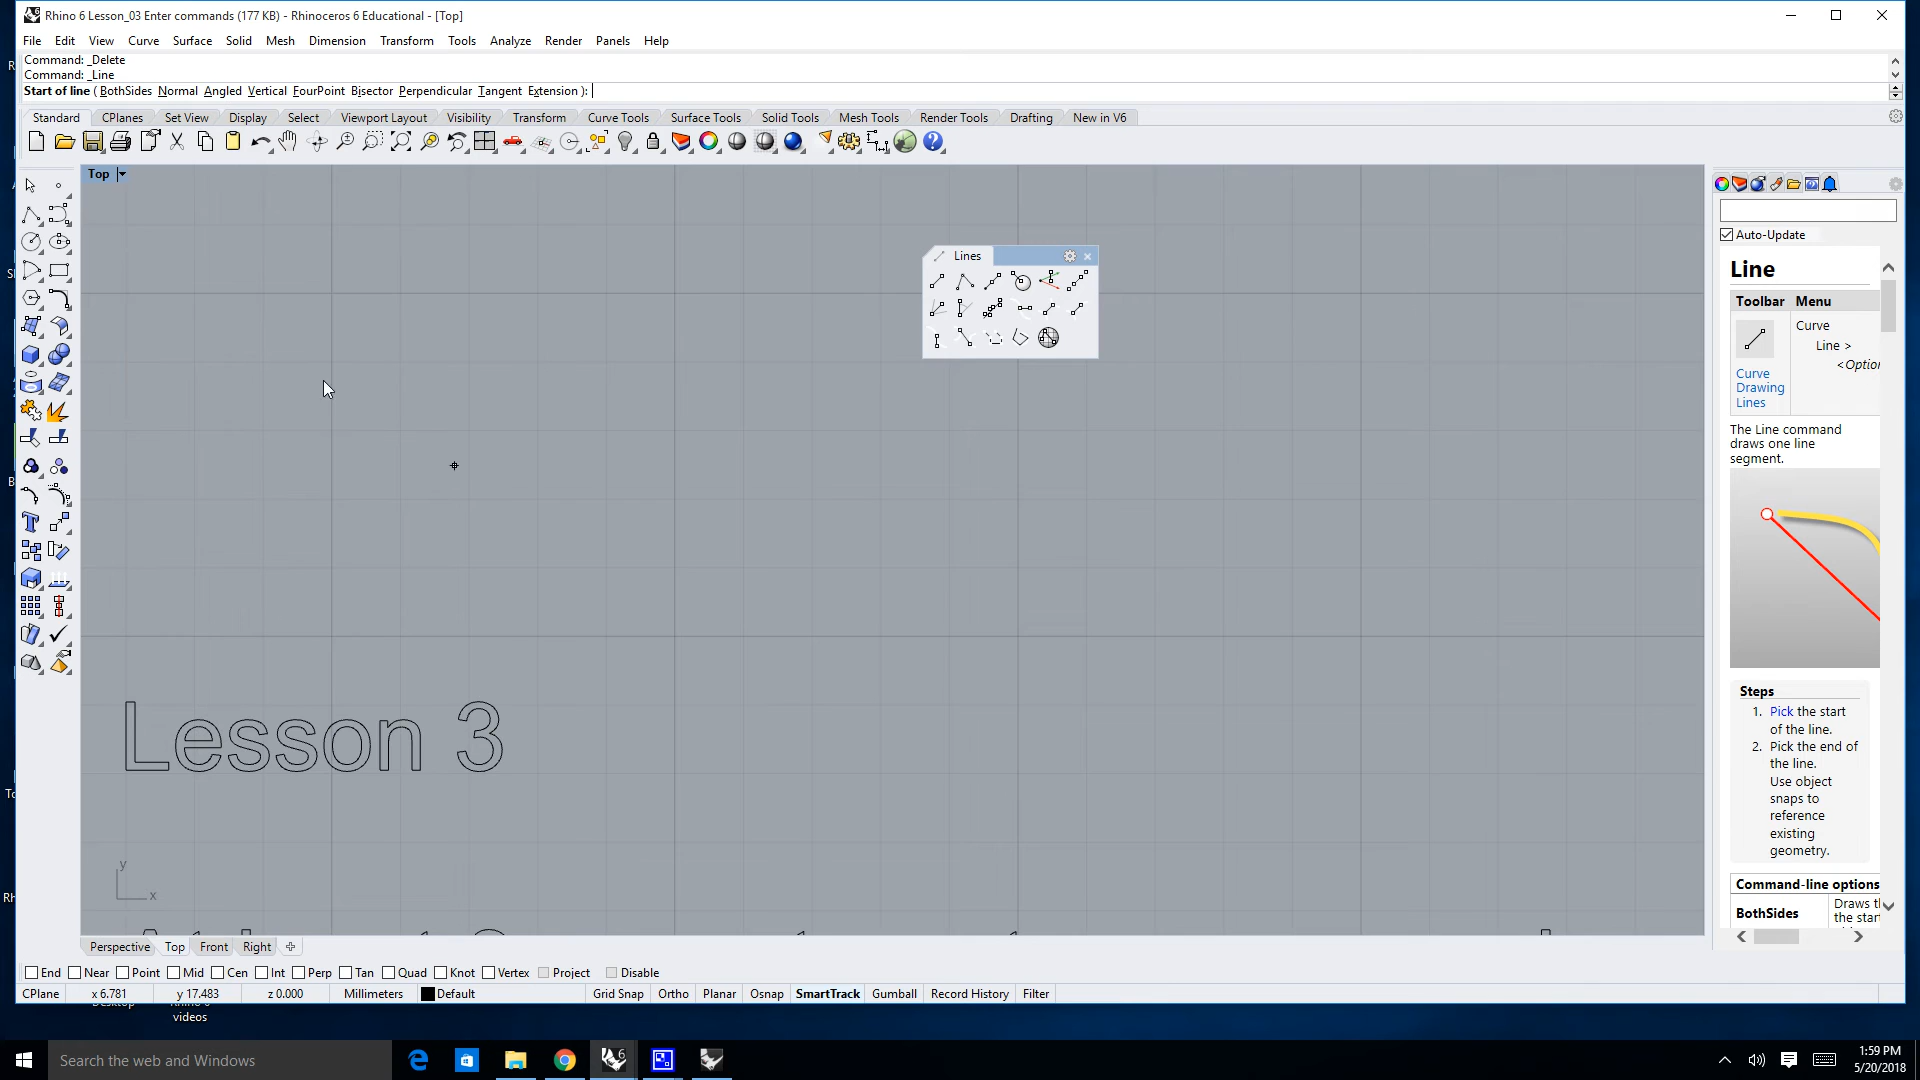 Rhino 6 Lesson_03 Enter commands (177 KB) - Rhinoceros 6 Educational - [Top]
File Edit View Curve Surface Solid Mesh Dimension Transform Tools Analyze Render Panels Help
Command: _Delete
Command: _Line
Start of line ( BothSides Normal Angled Vertical FourPoint Bisector Perpendicular Tangent Extension ):
Standard CPlanes Set View Display Select Viewport Layout Visibility Transform Curve Tools Surface Tools Solid Tools Mesh Tools Render Tools Drafting New in V6
Top
Lines
Auto-Update
Line
Toolbar Menu
Curve
Line >
<Option
Curve
Drawing
Lines
The Line command
draws one line
segment.
Steps
1. Pick the start
of the line.
2. Pick the end of
the line.
Use object
snaps to
reference
existing
geometry.
Command-line options
BothSides Draws th
the start
Lesson 3
y
x
Perspective Top Front Right
End Near Point Mid Cen Int Perp Tan Quad Knot Vertex Project Disable
CPlane x 6.781 y 17.483 z 0.000 Millimeters Default Grid Snap Ortho Planar Osnap SmartTrack Gumball Record History Filter
videos
Search the web and Windows
1:59 PM
5/20/2018